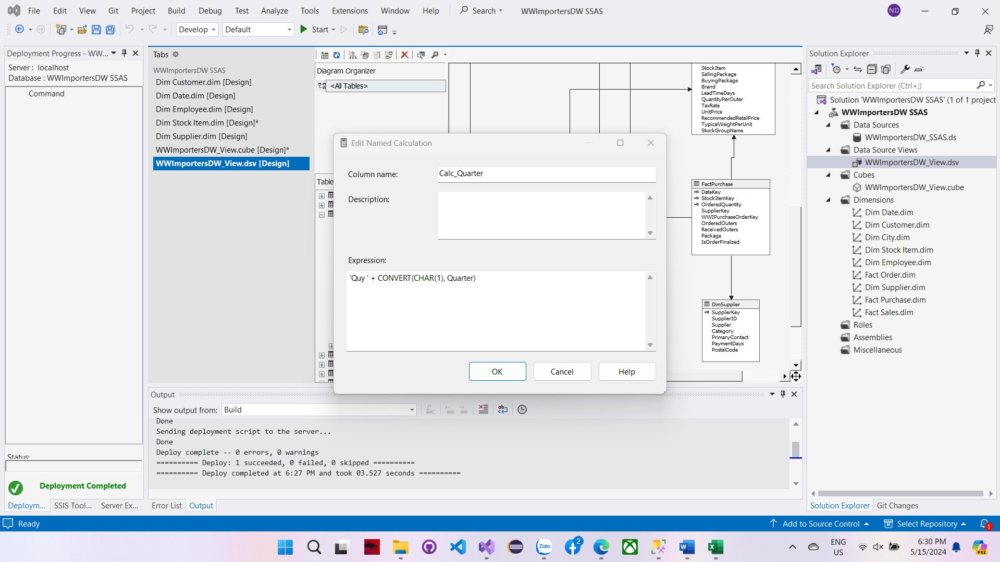 File Edit View Git Project Build Debug Test Analyze Tools Extensions Window Help Search WWImportersDW SSAS ND
Develop Default Start
Deployment Progress - WW...
Server : localhost
Database : WWImportersDW SSAS
Command
Status:
Deployment Completed
Deploym... SSIS Tool... Server Ex...
Tabs
WWImportersDW SSAS
Dim Customer.dim [Design]
Dim Date.dim [Design]
Dim Employee.dim [Design]
Dim Stock Item.dim [Design]*
Dim Supplier.dim [Design]
WWImportersDW_View.cube [Design]*
WWImportersDW_View.dsv [Design]
Diagram Organizer
<All Tables>
Table
StockItem
SellingPackage
BuyingPackage
Brand
LeadTimeDays
QuantityPerOuter
TaxRate
UnitPrice
RecommendedRetailPrice
TypicalWeightPerUnit
StockGroupName
FactPurchase
DateKey
StockItemKey
OrderedQuantity
SupplierKey
WWIPurchaseOrderKey
OrderedOuters
ReceivedOuters
Package
IsOrderFinalized
DimSupplier
SupplierKey
SupplierID
Supplier
Category
PrimaryContact
PaymentDays
PostalCode
Edit Named Calculation
Column name: Calc_Quarter
Description:
Expression:
'Quy ' + CONVERT(CHAR(1), Quarter)
OK Cancel Help
Output
Show output from: Build
Done
Sending deployment script to the server...
Done
Deploy complete -- 0 errors, 0 warnings
========== Deploy: 1 succeeded, 0 failed, 0 skipped ==========
========== Deploy completed at 6:27 PM and took 03.527 seconds ==========
Error List Output
Solution Explorer
Search Solution Explorer (Ctrl+;)
Solution 'WWImportersDW SSAS' (1 of 1 project
WWImportersDW SSAS
Data Sources
WWImportersDW_SSAS.ds
Data Source Views
WWImportersDW_View.dsv
Cubes
WWImportersDW_View.cube
Dimensions
Dim Date.dim
Dim Customer.dim
Dim City.dim
Dim Stock Item.dim
Dim Employee.dim
Fact Order.dim
Dim Supplier.dim
Fact Purchase.dim
Fact Sales.dim
Roles
Assemblies
Miscellaneous
Solution Explorer Git Changes
Ready Add to Source Control Select Repository 1
Zalo 2 ENG
US
6:30 PM
5/15/2024
PRE